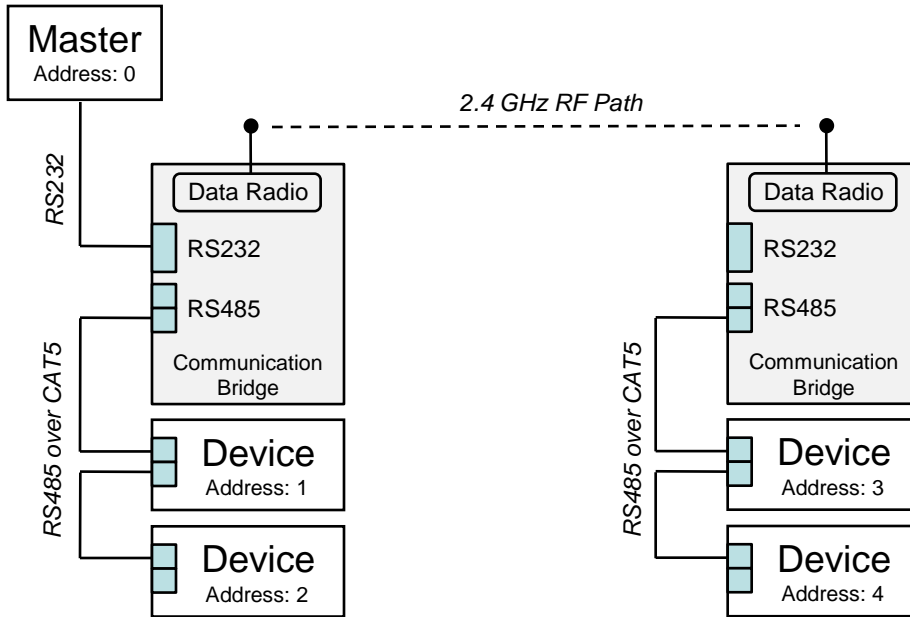 Master
Address: 0
2.4 GHz RF Path
RS232
Data Radio
RS232
RS485
Communication
Bridge
RS485 over CAT5
Device
Address: 1
Device
Address: 2
Data Radio
RS232
RS485
Communication
Bridge
RS485 over CAT5
Device
Address: 3
Device
Address: 4